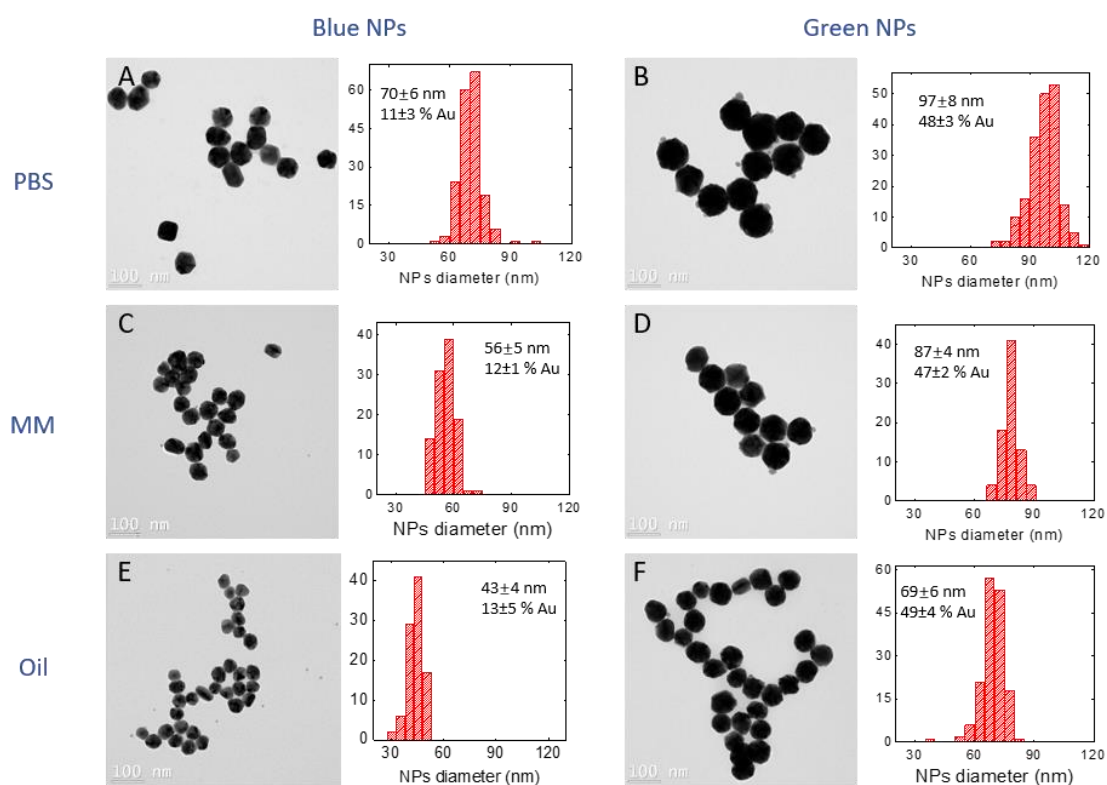 Blue NPs
Green NPs
PBS
A
100 nm
70±6 nm
11±3 % Au
60
45
30
15
0
30 60 90 120
NPs diameter (nm)
B
100 nm
97±8 nm
48±3 % Au
50
40
30
20
10
0
30 60 90 120
NPs diameter (nm)
MM
C
100 nm
56±5 nm
12±1 % Au
40
30
20
10
0
30 60 90 120
NPs diameter (nm)
D
100 nm
87±4 nm
47±2 % Au
40
30
20
10
0
30 60 90 120
NPs diameter (nm)
Oil
E
100 nm
43±4 nm
13±5 % Au
40
30
20
10
0
30 60 90 120
NPs diameter (nm)
F
100 nm
69±6 nm
49±4 % Au
60
45
30
15
0
30 60 90 120
NPs diameter (nm)